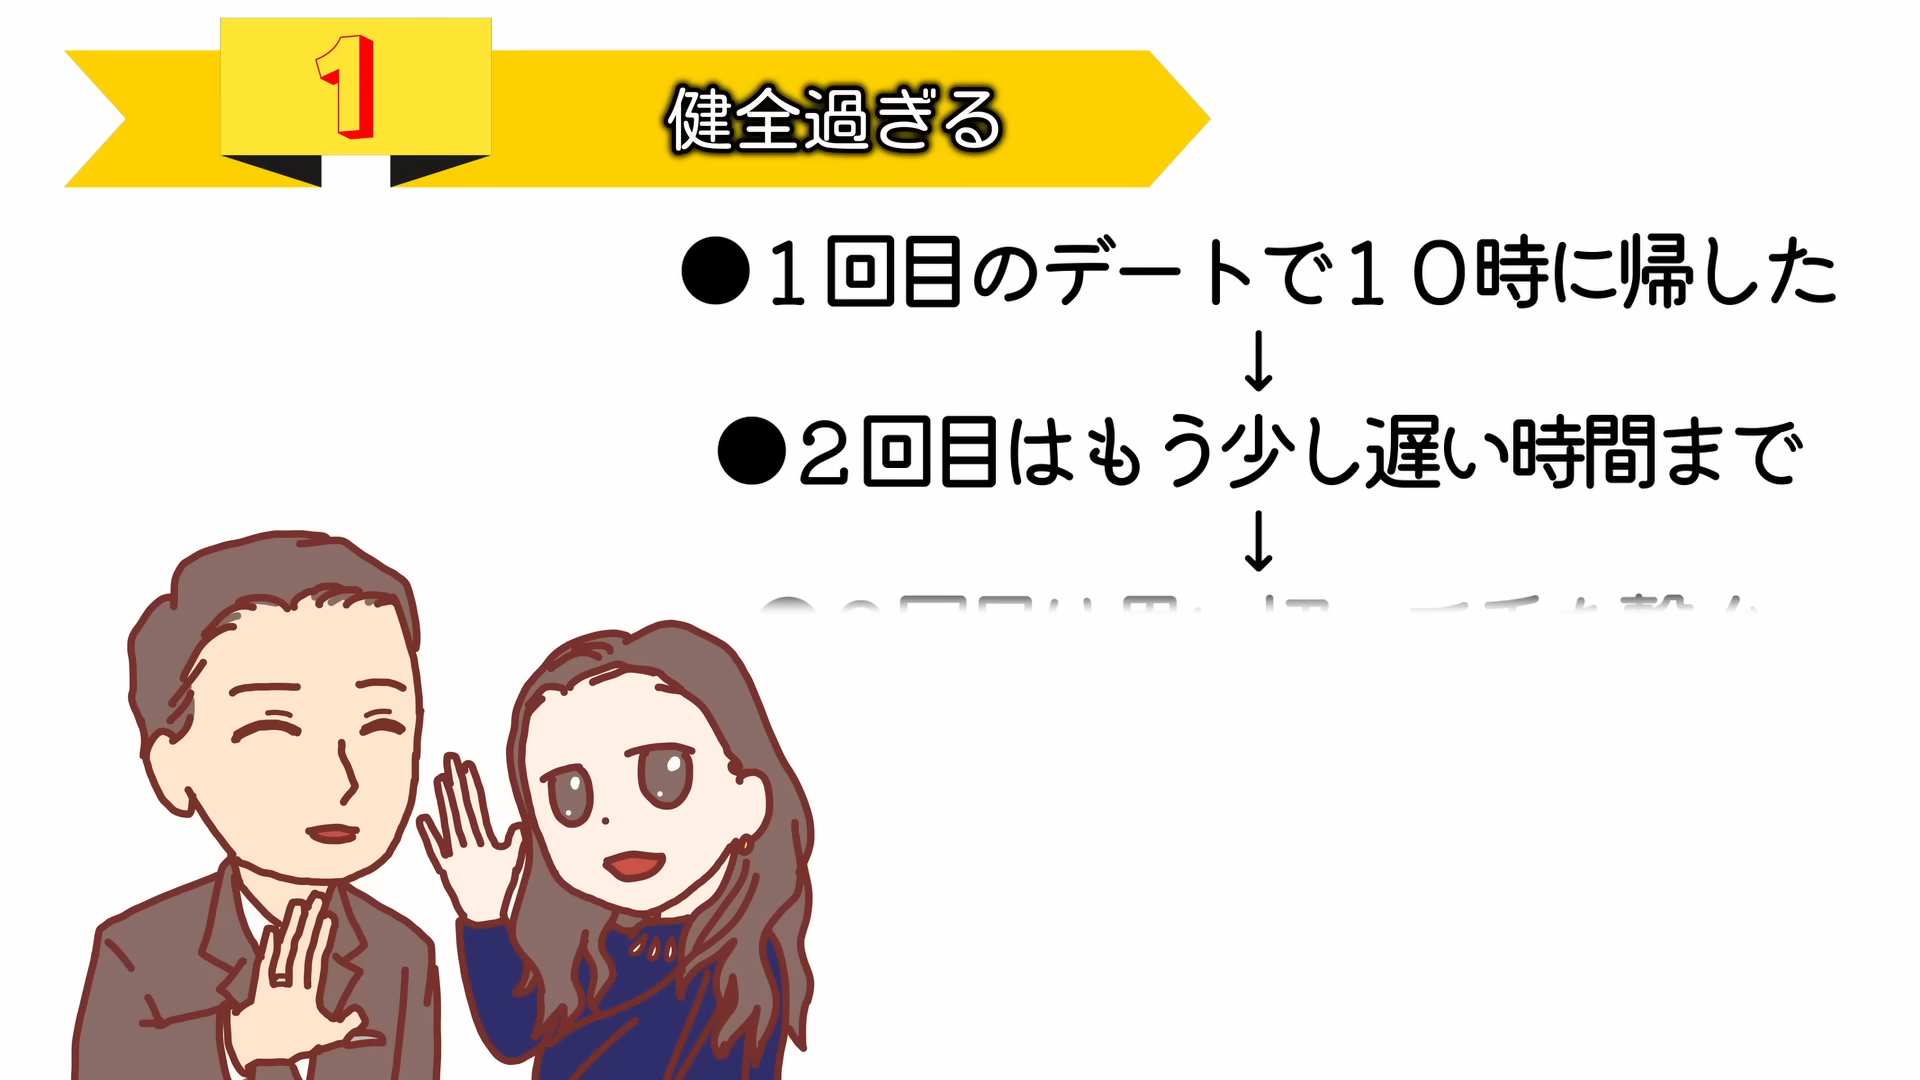 1
健全過ぎる
●１回目のデートで１０時に帰した
↓
●２回目はもう少し遅い時間まで
↓